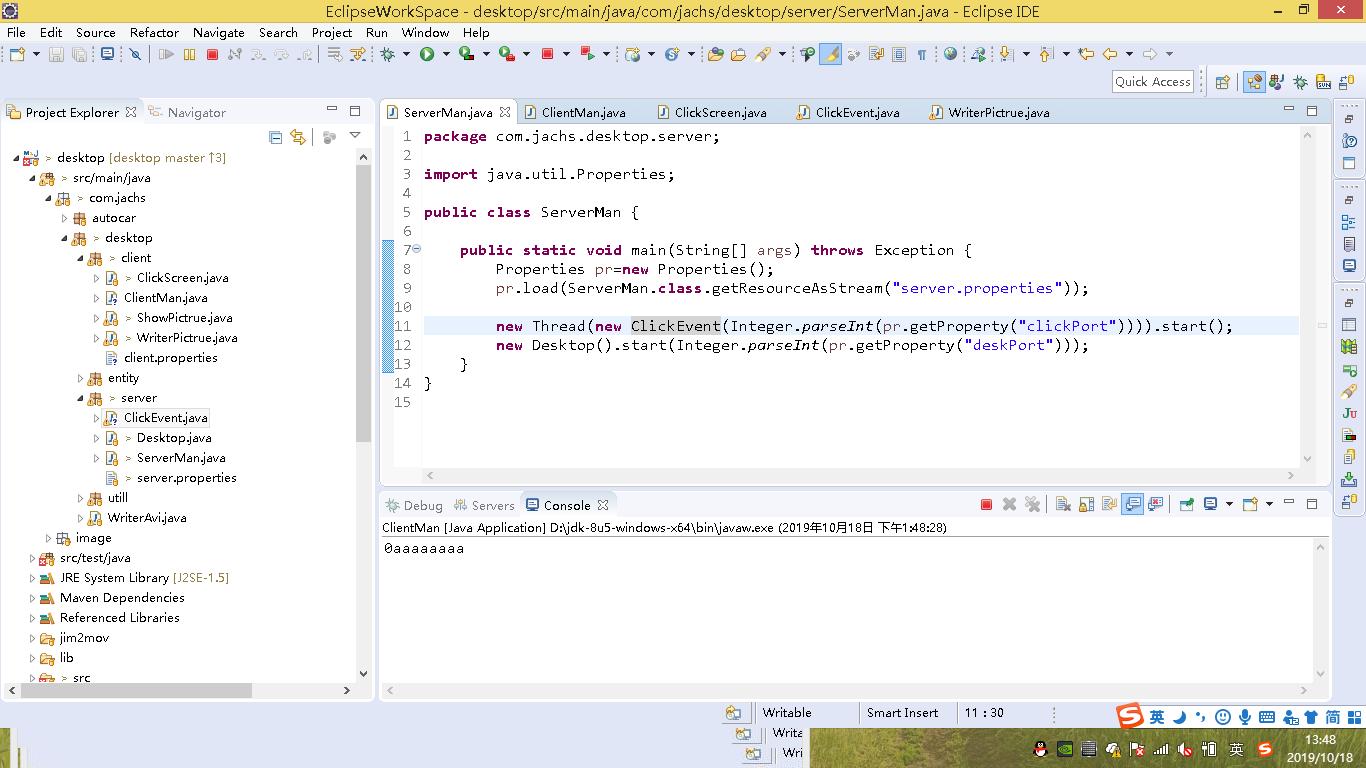 EclipseWorkSpace - desktop/src/main/java/com/jachs/desktop/server/ServerMan.java - Eclipse IDE
File Edit Source Refactor Navigate Search Project Run Window Help
Quick Access
Project Explorer Navigator
> desktop [desktop master ↑3]
> src/main/java
> com.jachs
autocar
> desktop
> client
> ClickScreen.java
ClientMan.java
> ShowPictrue.java
> WriterPictrue.java
client.properties
entity
> server
ClickEvent.java
> Desktop.java
> ServerMan.java
> server.properties
utill
WriterAvi.java
image
src/test/java
JRE System Library [J2SE-1.5]
Maven Dependencies
Referenced Libraries
jim2mov
lib
> src
ServerMan.java ClientMan.java ClickScreen.java ClickEvent.java WriterPictrue.java
1 package com.jachs.desktop.server;
2
3 import java.util.Properties;
4
5 public class ServerMan {
6
7 public static void main(String[] args) throws Exception {
8 Properties pr=new Properties();
9 pr.load(ServerMan.class.getResourceAsStream("server.properties"));
10
11 new Thread(new ClickEvent(Integer.parseInt(pr.getProperty("clickPort")))).start();
12 new Desktop().start(Integer.parseInt(pr.getProperty("deskPort")));
13 }
14 }
15
Debug Servers Console
ClientMan [Java Application] D:\jdk-8u5-windows-x64\bin\javaw.exe (2019年10月18日 下午1:48:28)
0aaaaaaaa
Writable Smart Insert 11 : 30
英 简
Writa
Wri
英
13:48
2019/10/18